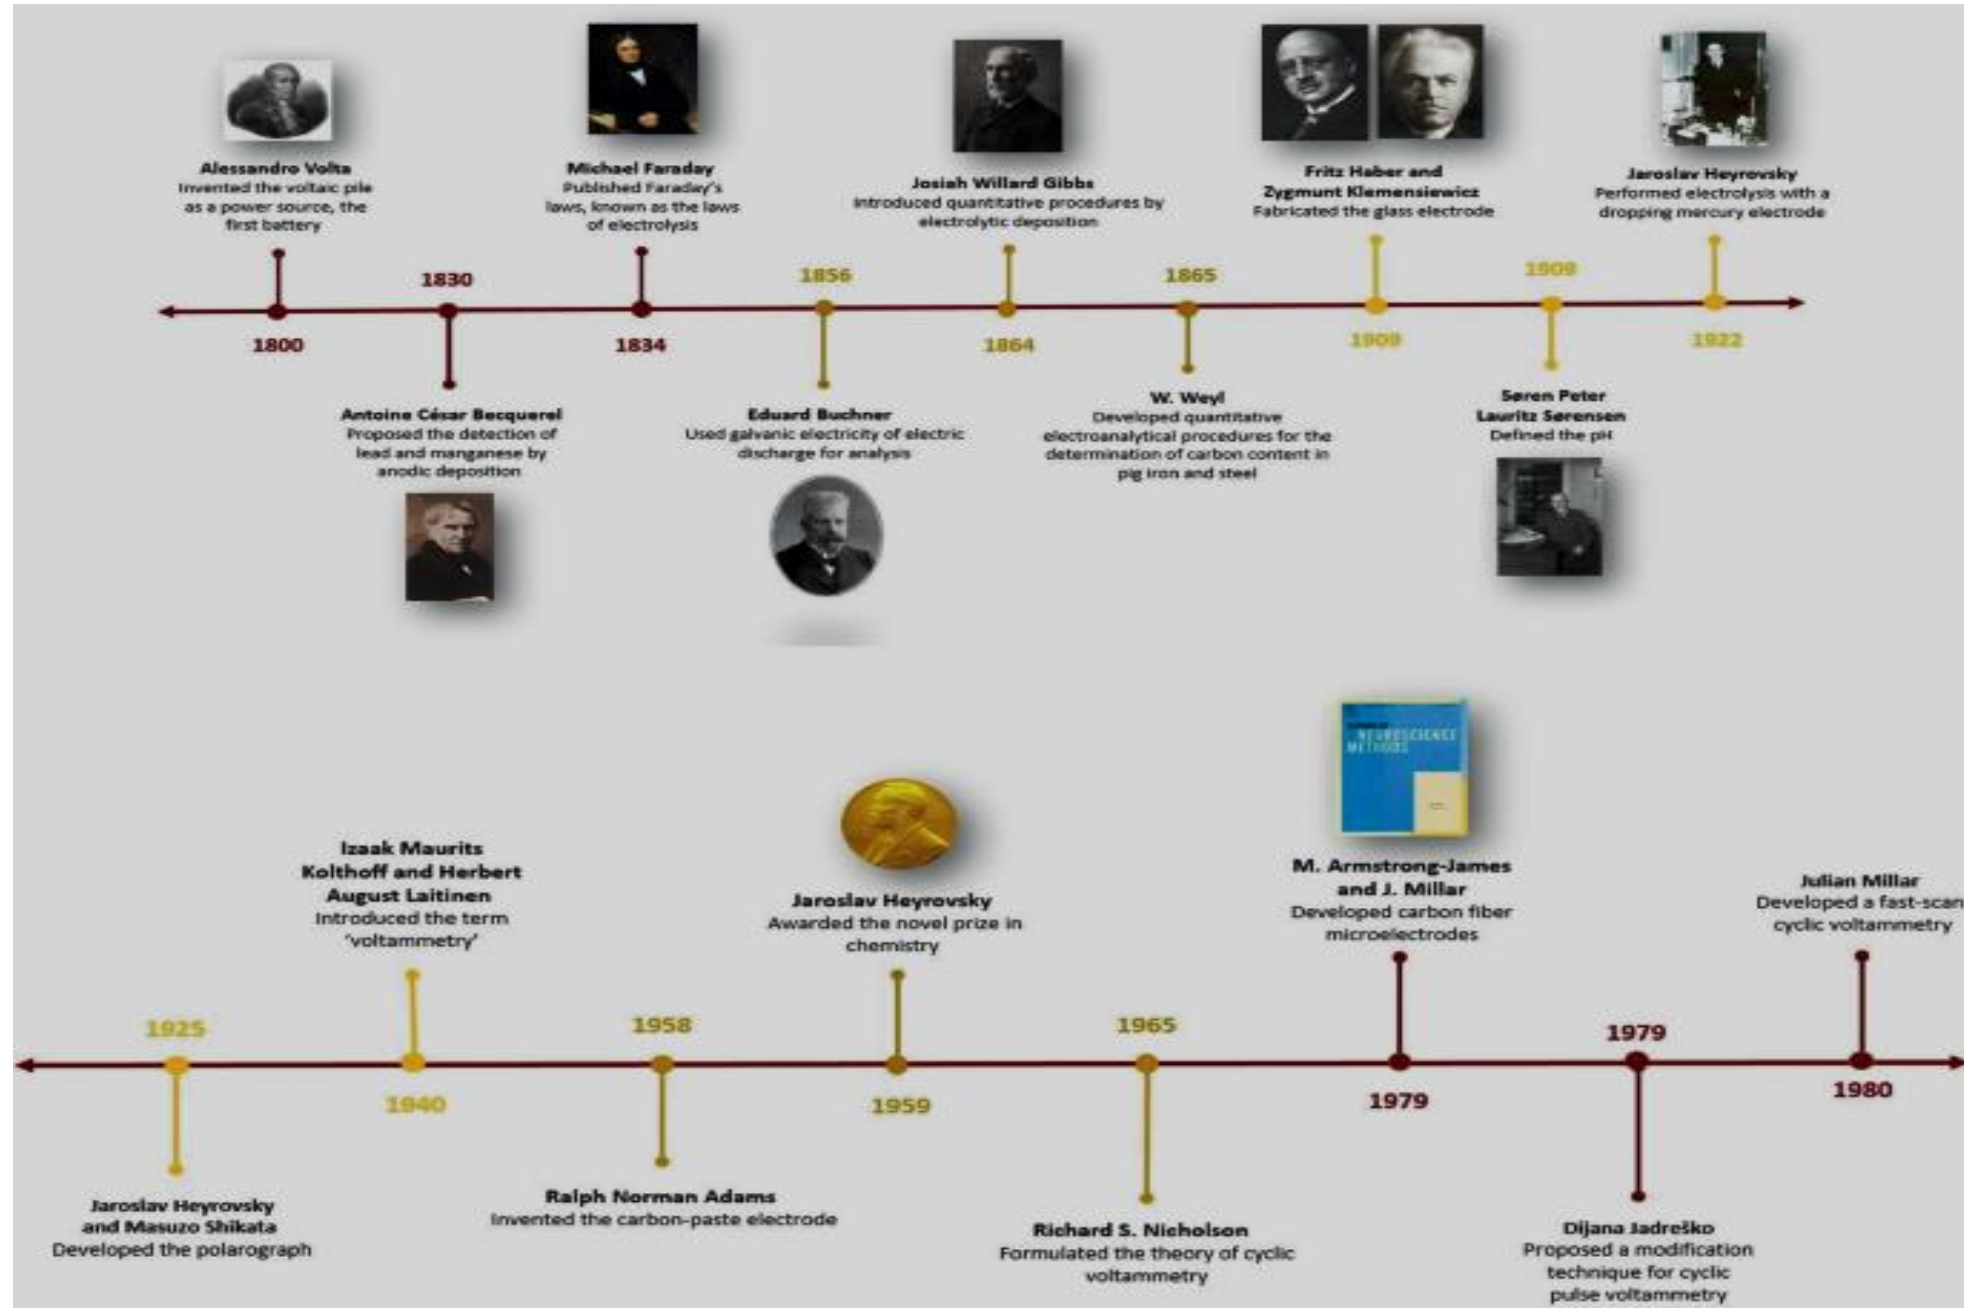 Alessandro Volta
Invented the voltaic pile
as a power source, the
first battery
1800
1830
Antoine César Becquerel
Proposed the detection of
lead and manganese by
anodic deposition
Michael Faraday
Published Faraday's
laws, known as the laws
of electrolysis
1834
1856
Eduard Buchner
Used galvanic electricity of electric
discharge for analysis
Josiah Willard Gibbs
Introduced quantitative procedures by
electrolytic deposition
1864
1865
W. Weyl
Developed quantitative
electroanalytical procedures for the
determination of carbon content in
pig iron and steel
Fritz Haber and
Zygmunt Klemensiewicz
Fabricated the glass electrode
1909
1909
Søren Peter
Lauritz Sørensen
Defined the pH
Jaroslav Heyrovsky
Performed electrolysis with a
dropping mercury electrode
1922
1925
Jaroslav Heyrovsky
and Masuzo Shikata
Developed the polarograph
Izaak Maurits
Kolthoff and Herbert
August Laitinen
Introduced the term
'voltammetry'
1940
1958
Ralph Norman Adams
Invented the carbon-paste electrode
Jaroslav Heyrovsky
Awarded the novel prize in
chemistry
1959
1965
Richard S. Nicholson
Formulated the theory of cyclic
voltammetry
NEUROSCIENCE
METHODS
M. Armstrong-James
and J. Millar
Developed carbon fiber
microelectrodes
1979
1979
Dijana Jadreško
Proposed a modification
technique for cyclic
pulse voltammetry
Julian Millar
Developed a fast-scan
cyclic voltammetry
1980